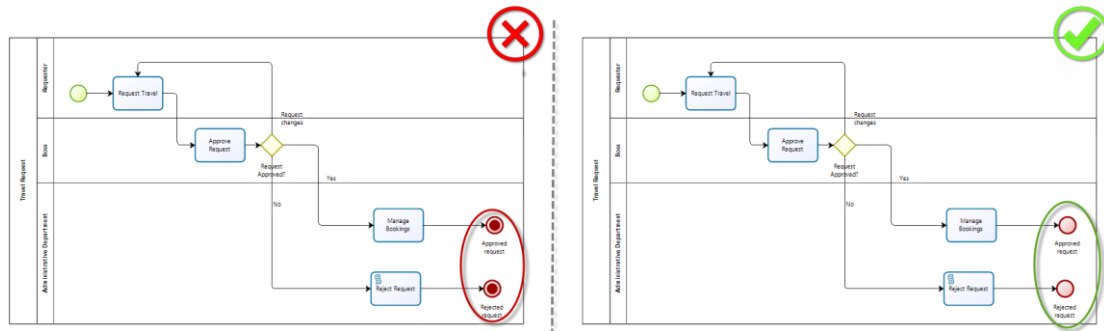 Travel Request
Requester
Boss
Administrative Department
Request Travel
Request
changes
Approve
Request
Request
Approved?
Yes
No
Manage
Bookings
Approved
request
Reject Request
Rejected
request
Travel Request
Requester
Boss
Administrative Department
Request Travel
Request
changes
Approve
Request
Request
Approved?
Yes
No
Manage
Bookings
Approved
request
Reject Request
Rejected
request